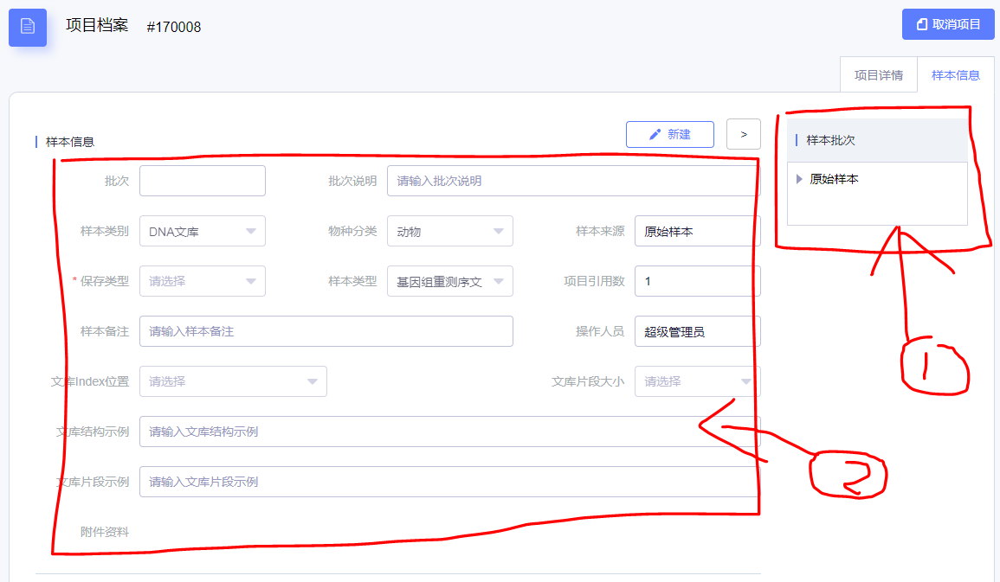 项目档案 #170008
取消项目
项目详情 样本信息
样本信息
新建 >
样本批次
原始样本
批次
批次说明 请输入批次说明
样本类别 DNA文库
物种分类 动物
样本来源 原始样本
* 保存类型 请选择
样本类型 基因组重测序文
项目引用数 1
样本备注 请输入样本备注
操作人员 超级管理员
文库Index位置 请选择
文库片段大小 请选择
文库结构示例 请输入文库结构示例
文库片段示例 请输入文库片段示例
附件资料
1
2